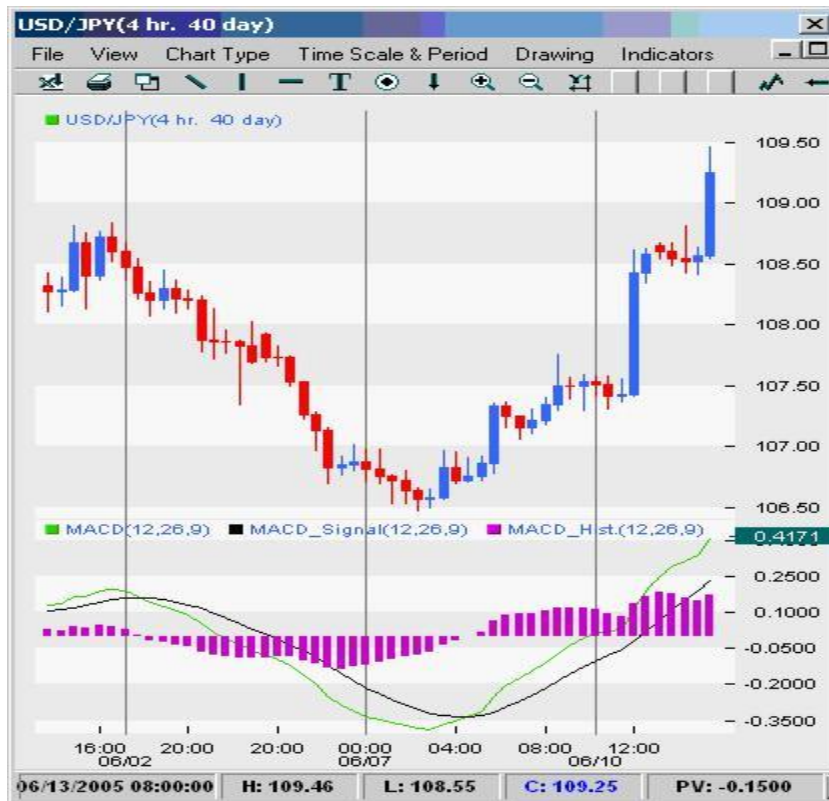 USD/JPY(4 hr. 40 day)
File View Chart Type Time Scale & Period Drawing Indicators
T
USD/JPY(4 hr. 40 day)
109.50
109.00
108.50
108.00
107.50
107.00
106.50
MACD(12,26,9) MACD_Signal(12,26,9) MACD_Hist.(12,26,9)
0.4171
0.2500
0.1000
-0.0500
-0.2000
-0.3500
16:00 20:00 20:00 00:00 04:00 08:00 12:00
06/02 06/07 06/10
06/13/2005 08:00:00 H: 109.46 L: 108.55 C: 109.25 PV: -0.1500